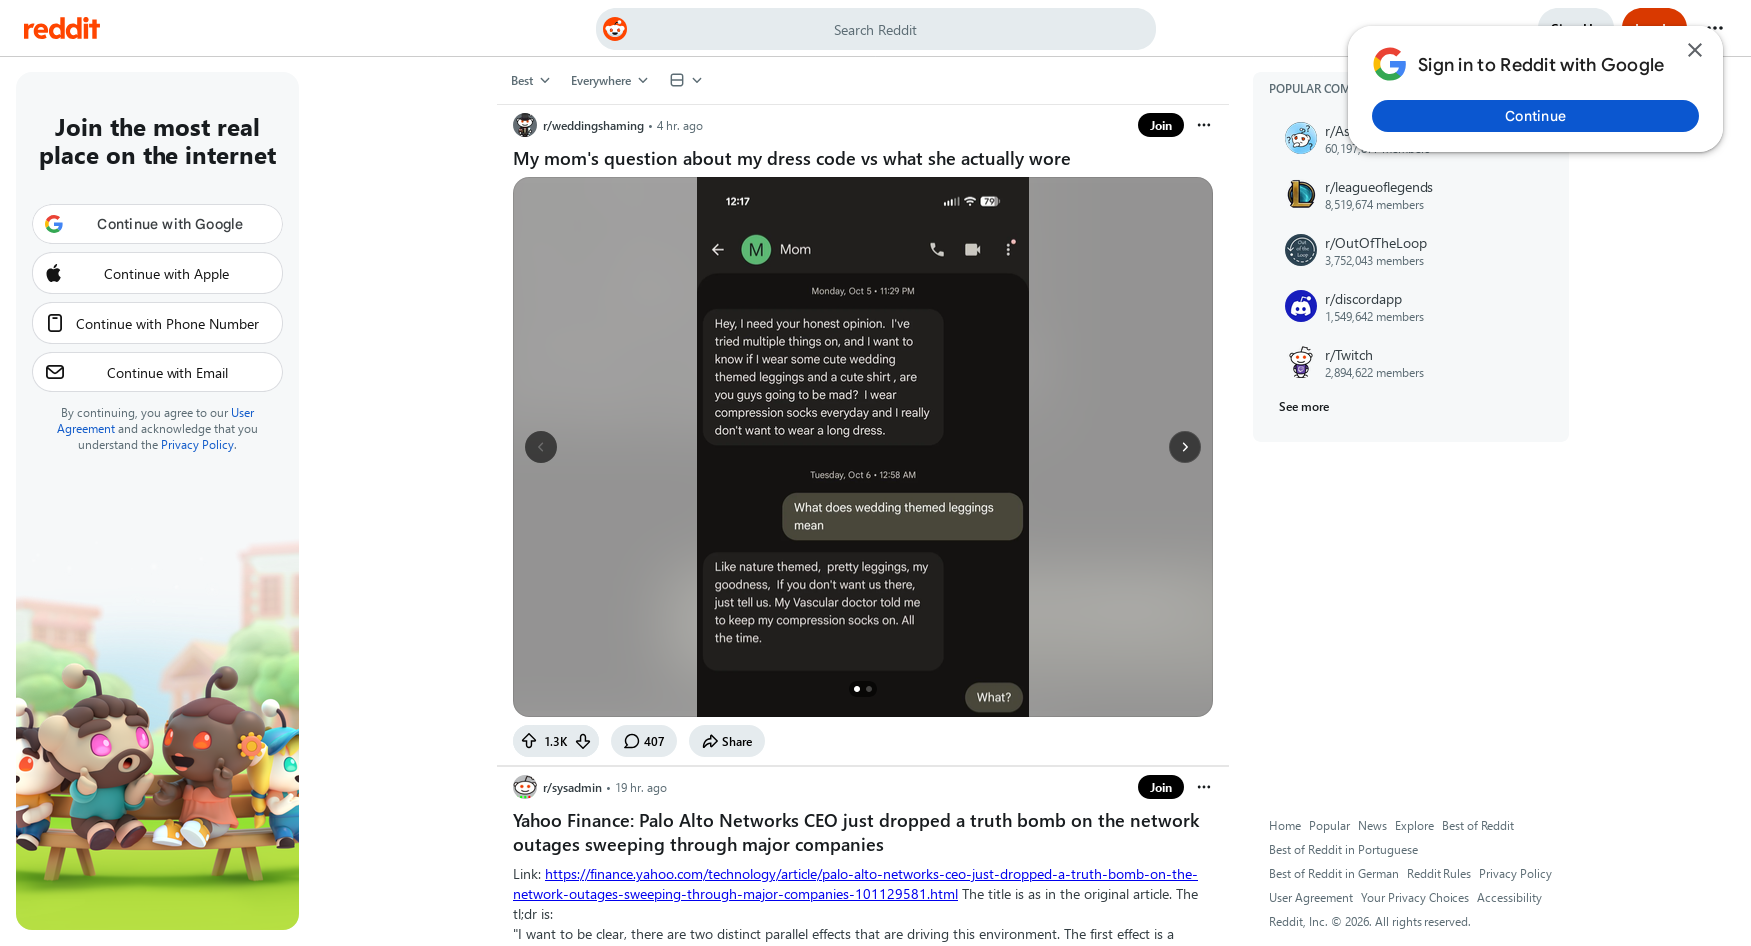 reddit
Search Reddit
Sign in to Reddit with Google
Continue
Join the most real
place on the internet
Continue with Google
Continue with Apple
Continue with Phone Number
Continue with Email
By continuing, you agree to our User
Agreement and acknowledge that you
understand the Privacy Policy.
Best
Everywhere
r/weddingshaming • 4 hr. ago
Join
My mom's question about my dress code vs what she actually wore
12:17
79
M
Mom
Monday, Oct 5 • 11:29 PM
Hey, I need your honest opinion. I've
tried multiple things on, and I want to
know if I wear some cute wedding
themed leggings and a cute shirt , are
you guys going to be mad? I wear
compression socks everyday and I really
don't want to wear a long dress.
Tuesday, Oct 6 • 12:58 AM
What does wedding themed leggings
mean
Like nature themed, pretty leggings, my
goodness, If you don't want us there,
just tell us. My Vascular doctor told me
to keep my compression socks on. All
the time.
What?
1.3K
407
Share
r/sysadmin • 19 hr. ago
Join
Yahoo Finance: Palo Alto Networks CEO just dropped a truth bomb on the network
outages sweeping through major companies
Link: https://finance.yahoo.com/technology/article/palo-alto-networks-ceo-just-dropped-a-truth-bomb-on-the-
network-outages-sweeping-through-major-companies-101129581.html The title is as in the original article. The
tl;dr is:
"I want to be clear, there are two distinct parallel effects that are driving this environment. The first effect is a
POPULAR COM
r/As
members
r/leagueoflegends
8,519,674 members
r/OutOfTheLoop
3,752,043 members
r/discordapp
1,549,642 members
r/Twitch
2,894,622 members
See more
Home Popular News Explore Best of Reddit
Best of Reddit in Portuguese
Best of Reddit in German Reddit Rules Privacy Policy
User Agreement Your Privacy Choices Accessibility
Reddit, Inc. © 2026. All rights reserved.